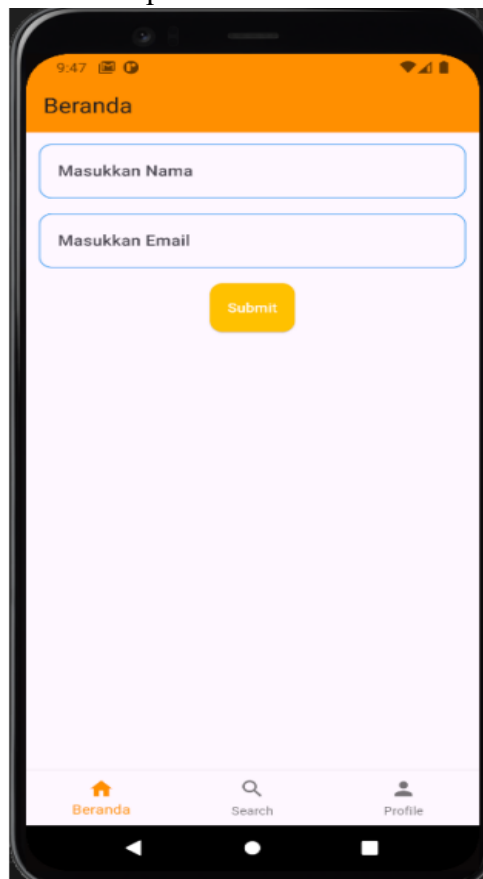 9:47
Beranda
Masukkan Nama
Masukkan Email
Submit
Beranda
Search
Profile